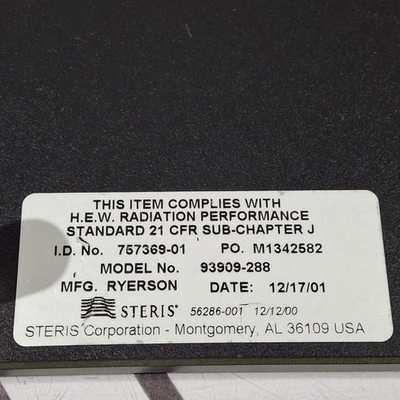 THIS ITEM COMPLIES WITH
H.E.W. RADIATION PERFORMANCE
STANDARD 21 CFR SUB-CHAPTER J
I.D. No. 757369-01 PO. M1342582
MODEL No. 93909-288
MFG. RYERSON DATE: 12/17/01
STERIS® 56286-001 12/12/00
STERIS Corporation - Montgomery, AL 36109 USA